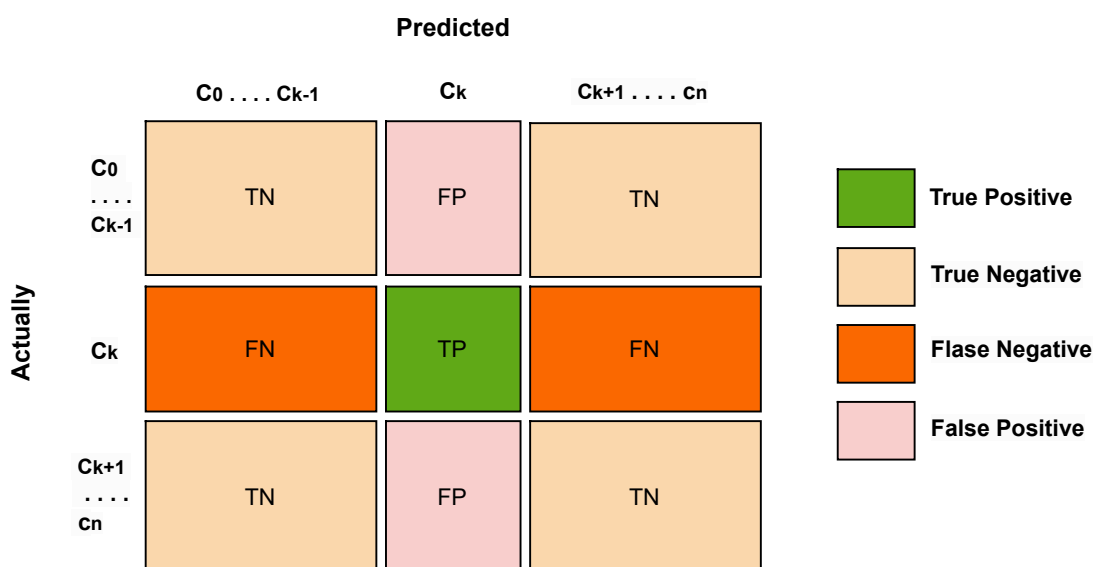 Predicted
C0 . . . . Ck-1
Ck
Ck+1 . . . . cn
C0
. . . .
Ck-1
TN
FP
TN
True Positive
True Negative
Actually
Ck
FN
TP
FN
Flase Negative
False Positive
Ck+1
. . . .
cn
TN
FP
TN